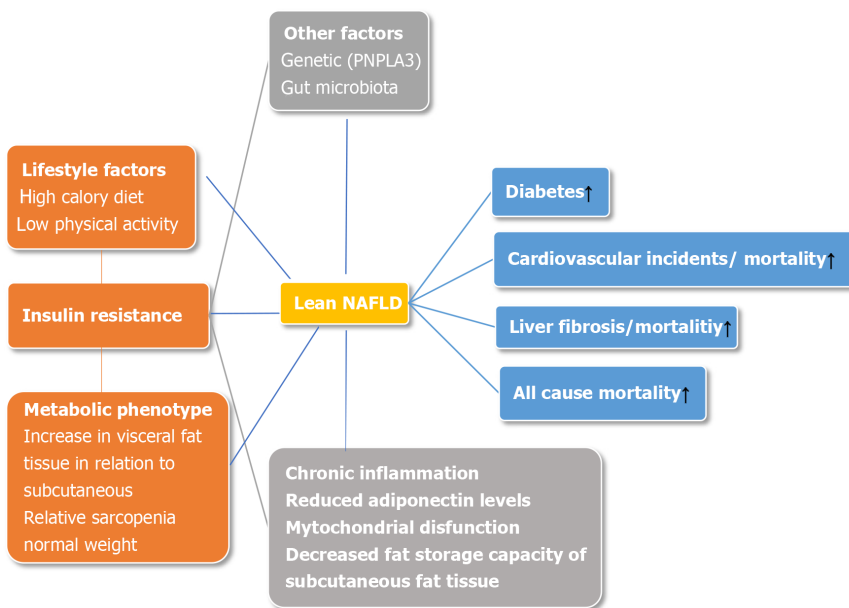 Other factors
Genetic (PNPLA3)
Gut microbiota
Lifestyle factors
High calory diet
Low physical activity
Insulin resistance
Metabolic phenotype
Increase in visceral fat
tissue in relation to
subcutaneous
Relative sarcopenia
normal weight
Lean NAFLD
Diabetes↑
Cardiovascular incidents/ mortality↑
Liver fibrosis/mortalitiy↑
All cause mortality↑
Chronic inflammation
Reduced adiponectin levels
Mytochondrial disfunction
Decreased fat storage capacity of
subcutaneous fat tissue